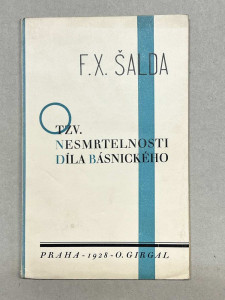 F. X. ŠALDA
O
TZV.
NESMRTELNOSTI
DÍLA BÁSNICKÉHO
PRAHA - 1928 - O. GIRGAL